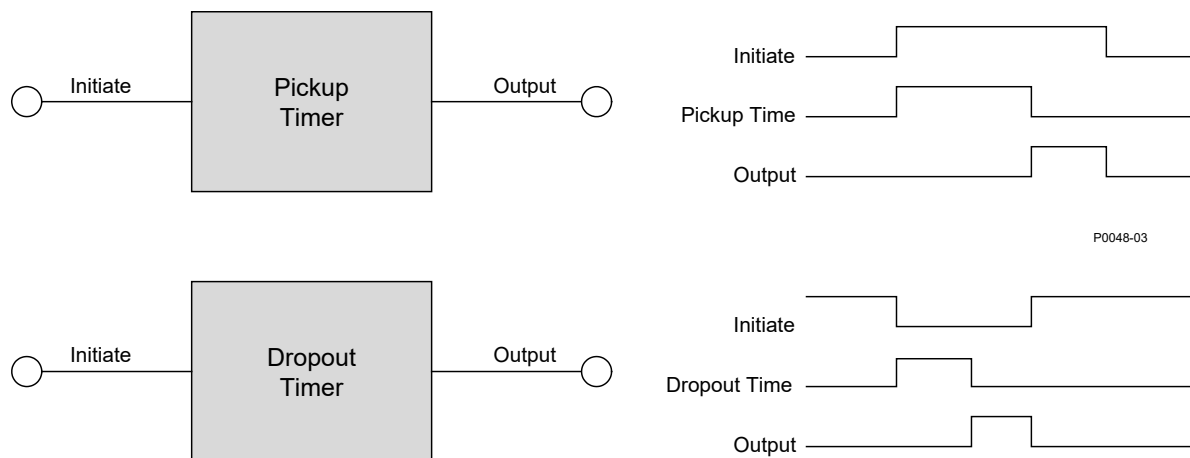 Initiate
Pickup
Timer
Output
Initiate
Pickup Time
Output
P0048-03
Initiate
Dropout
Timer
Output
Initiate
Dropout Time
Output